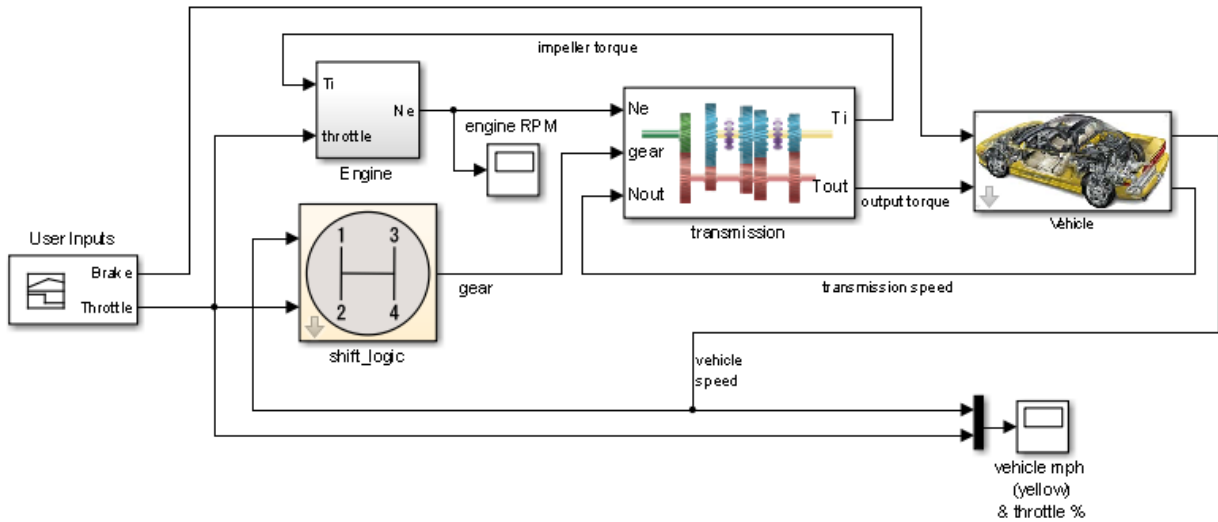 impeller torque
Ti
Ne
throttle
Engine
engine RPM
Ne
gear
Nout
Ti
Tout
transmission
output torque
Vehicle
transmission speed
User Inputs
Brake
Throttle
1 3
2 4
shift_logic
gear
vehicle
speed
vehicle mph
(yellow)
& throttle %